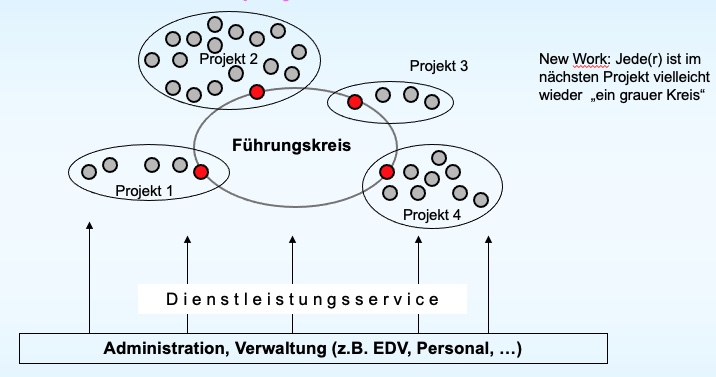 Projekt 2
Projekt 3
New Work: Jede(r) ist im
nächsten Projekt vielleicht
wieder „ein grauer Kreis“
Führungskreis
Projekt 1
Projekt 4
Dienstleistungsservice
Administration, Verwaltung (z.B. EDV, Personal, …)